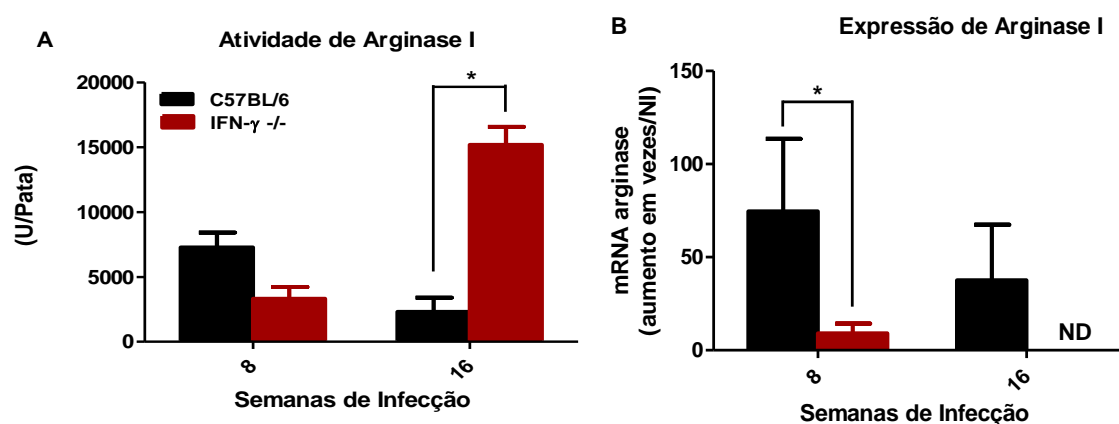 A
Atividade de Arginase I
(U/Pata)
20000
15000
10000
5000
0
C57BL/6
IFN-γ -/-
*
8
16
Semanas de Infecção
B
Expressão de Arginase I
mRNA arginase
(aumento em vezes/NI)
150
100
50
0
*
ND
8
16
Semanas de Infecção